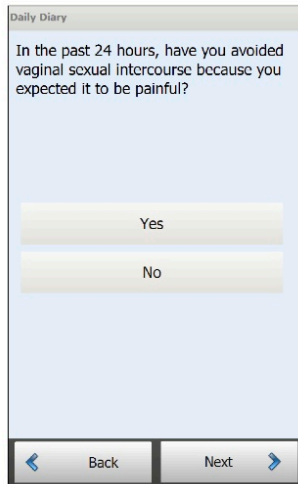 Daily Diary
In the past 24 hours, have you avoided
vaginal sexual intercourse because you
expected it to be painful?
Yes
No
Back
Next